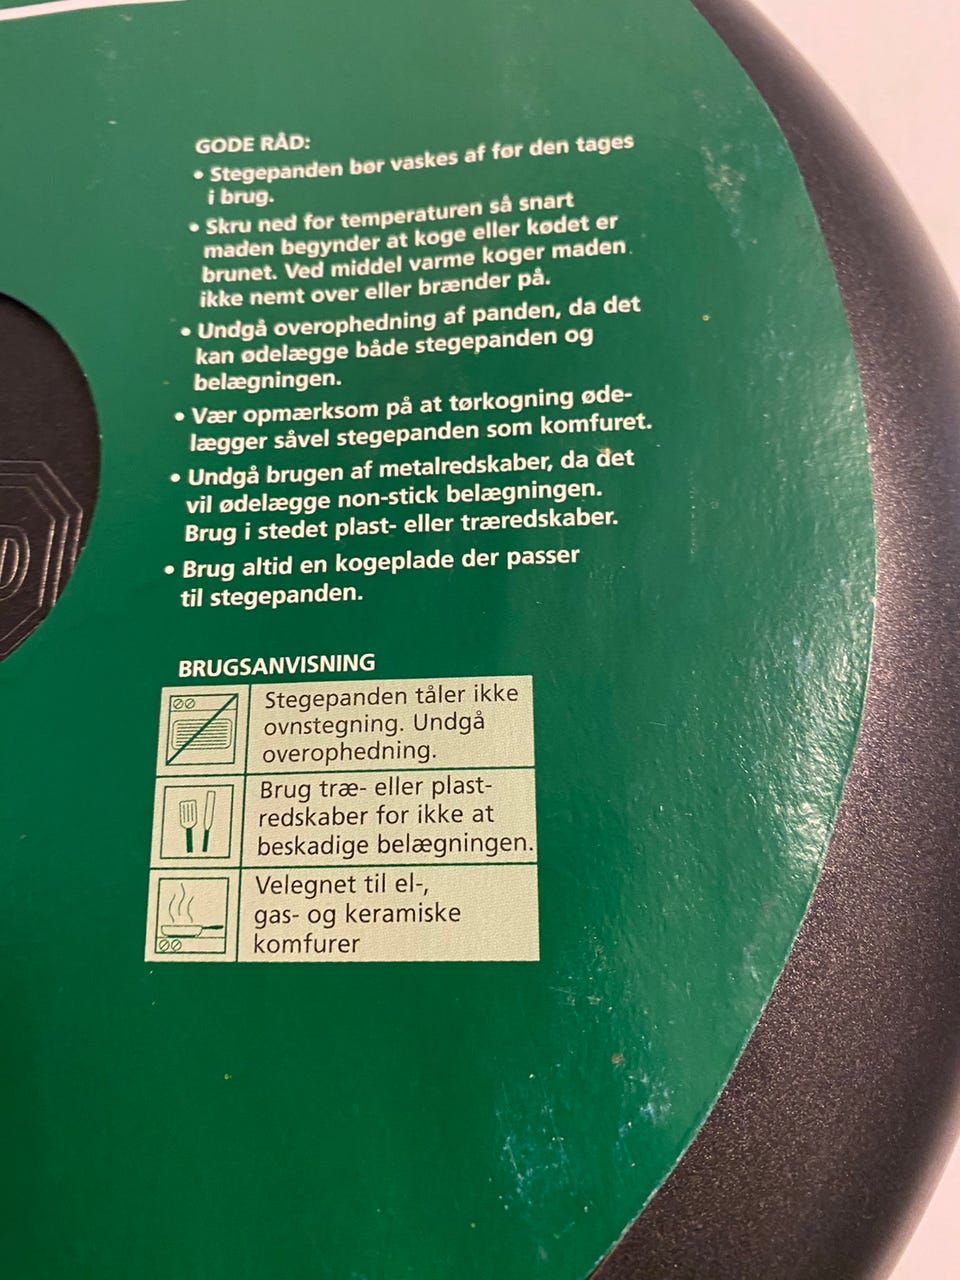 GODE RÅD:
• Stegepanden bør vaskes af før den tages
i brug.
• Skru ned for temperaturen så snart
maden begynder at koge eller kødet er
brunet. Ved middel varme koger maden
ikke nemt over eller brænder på.
• Undgå overophedning af panden, da det
kan ødelægge både stegepanden og
belægningen.
• Vær opmærksom på at tørkogning øde-
lægger såvel stegepanden som komfuret.
• Undgå brugen af metalredskaber, da det
vil ødelægge non-stick belægningen.
Brug i stedet plast- eller træredskaber.
• Brug altid en kogeplade der passer
til stegepanden.
BRUGSANVISNING
Stegepanden tåler ikke
ovnstegning. Undgå
overophedning.
Brug træ- eller plast-
redskaber for ikke at
beskadige belægningen.
Velegnet til el-,
gas- og keramiske
komfurer